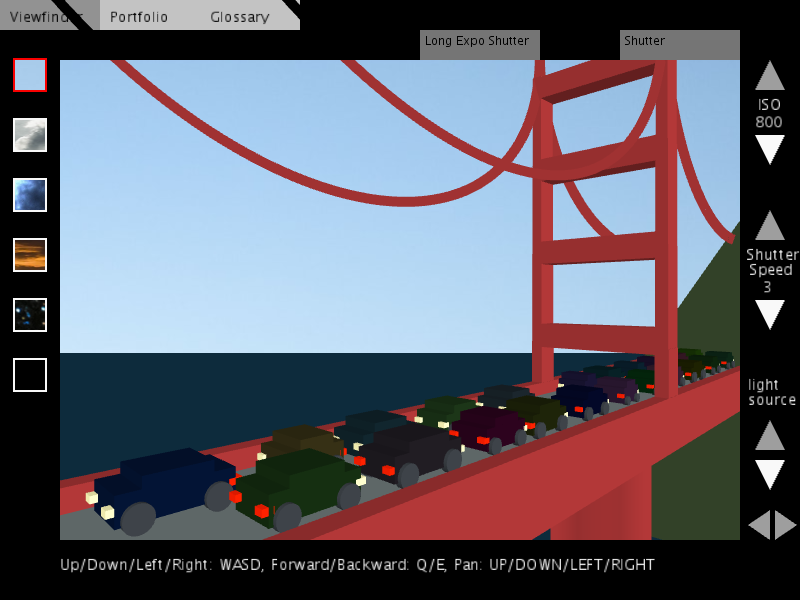 Viewfinder Portfolio Glossary
Long Expo Shutter Shutter
ISO
800
Shutter
Speed
3
light
source
Up/Down/Left/Right: WASD, Forward/Backward: Q/E, Pan: UP/DOWN/LEFT/RIGHT